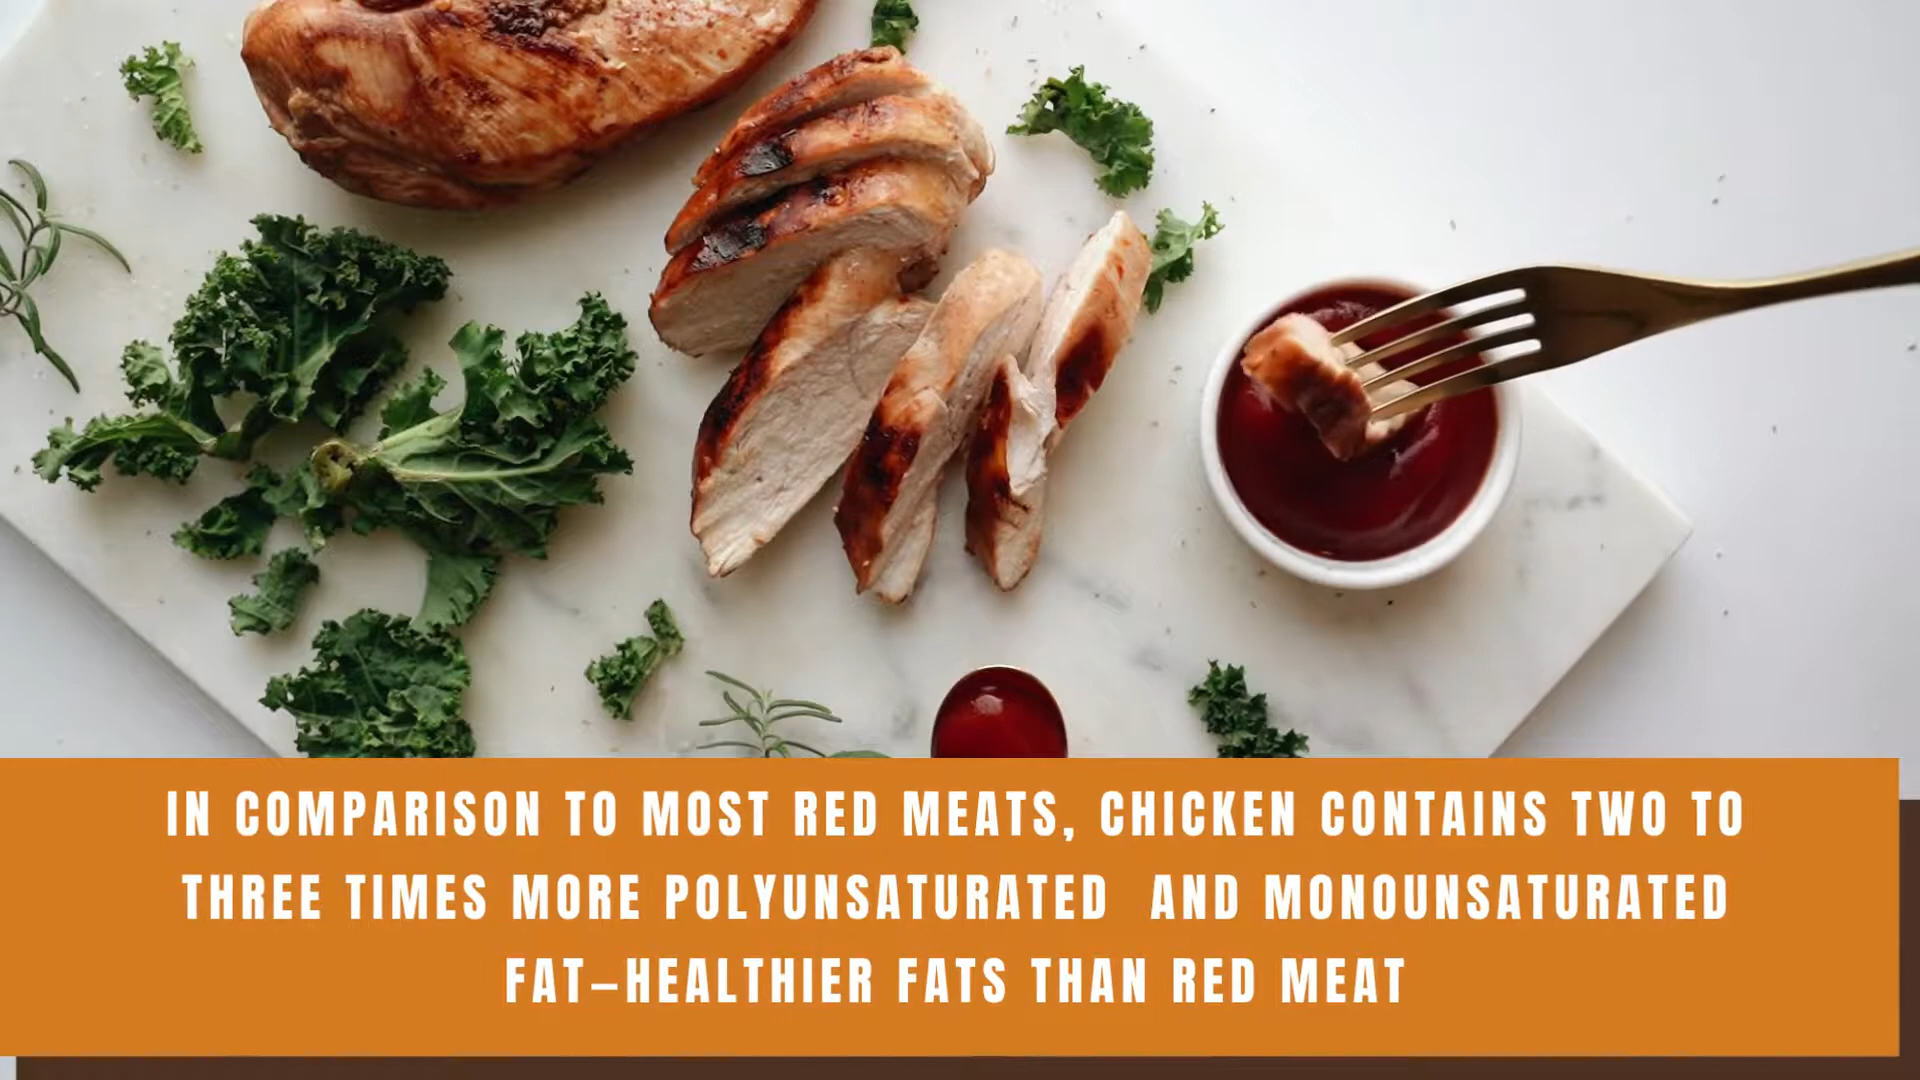 IN COMPARISON TO MOST RED MEATS, CHICKEN CONTAINS TWO TO
THREE TIMES MORE POLYUNSATURATED  AND MONOUNSATURATED
FAT–HEALTHIER FATS THAN RED MEAT